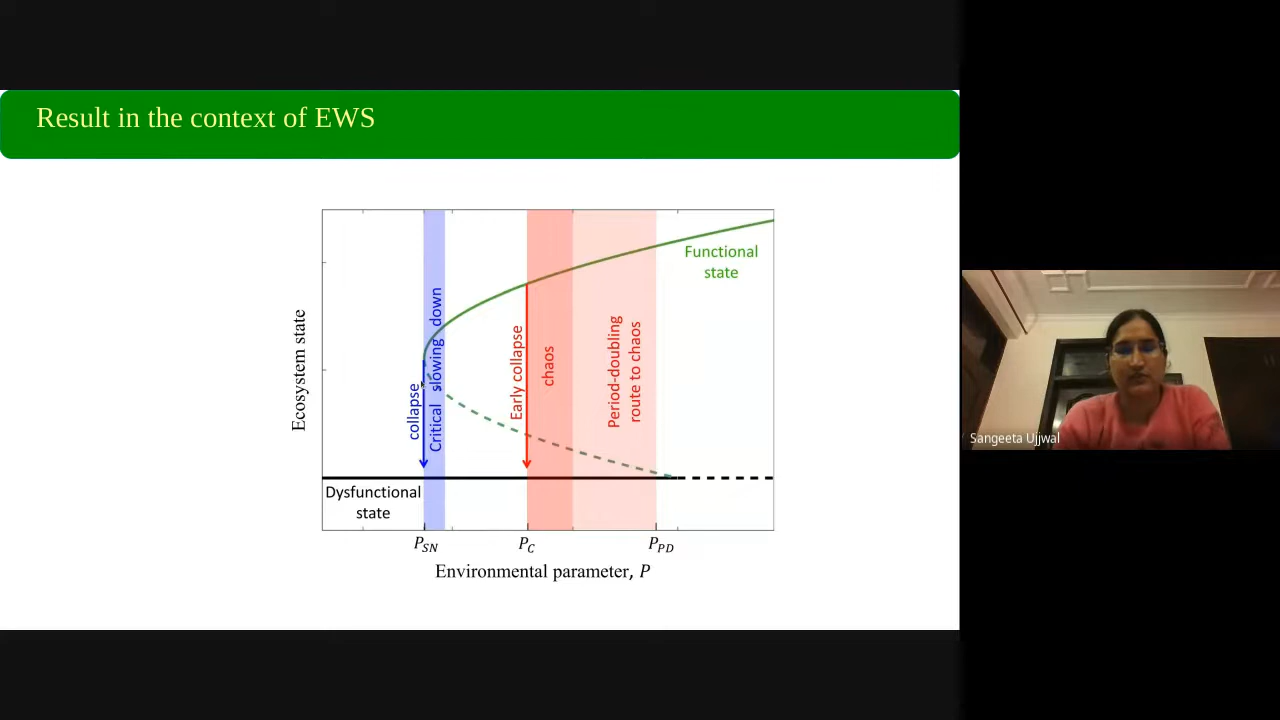 Result in the context of EWS
Functional
state
Ecosystem state
collapse
Critical slowing down
Early collapse
chaos
Period-doubling
route to chaos
Dysfunctional
state
P_SN
P_C
P_PD
Environmental parameter, P
Sangeeta Ujjwal